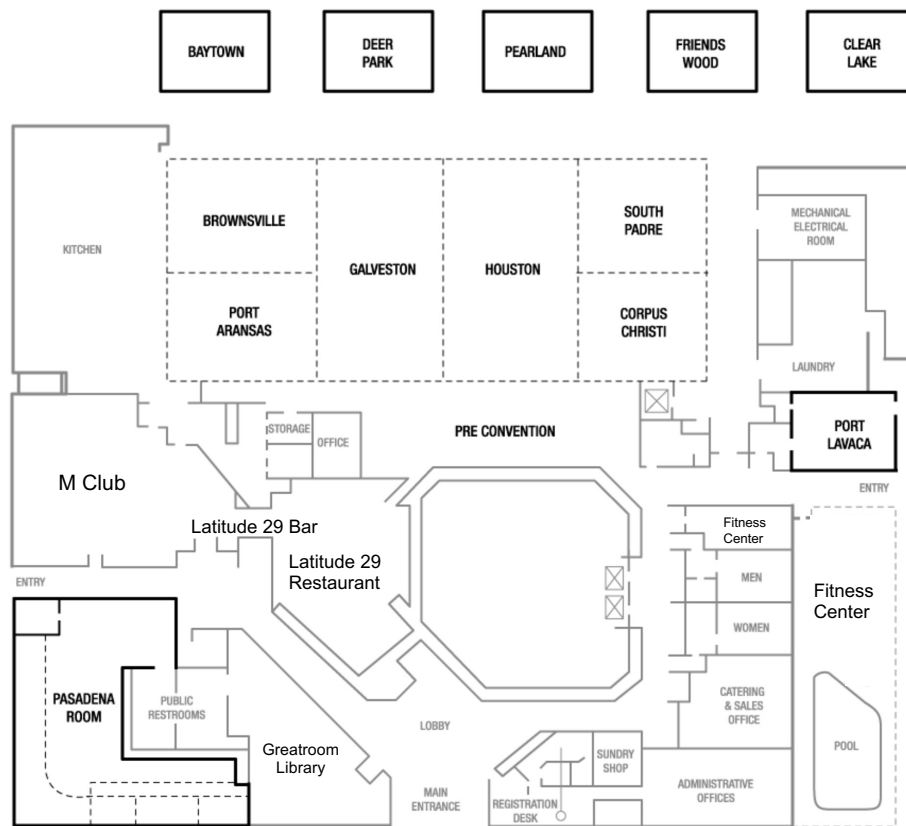 BAYTOWN
DEER
PARK
PEARLAND
FRIENDS
WOOD
CLEAR
LAKE
KITCHEN
BROWNSVILLE
GALVESTON
HOUSTON
SOUTH
PADRE
MECHANICAL
ELECTRICAL
ROOM
PORT
ARANSAS
CORPUS
CHRISTI
LAUNDRY
STORAGE
OFFICE
PRE CONVENTION
PORT
LAVACA
M Club
ENTRY
Latitude 29 Bar
Latitude 29
Restaurant
Fitness
Center
MEN
Fitness
Center
ENTRY
WOMEN
PASADENA
ROOM
PUBLIC
RESTROOMS
CATERING
& SALES
OFFICE
LOBBY
POOL
Greatroom
Library
SUNDRY
SHOP
MAIN
ENTRANCE
REGISTRATION
DESK
ADMINISTRATIVE
OFFICES